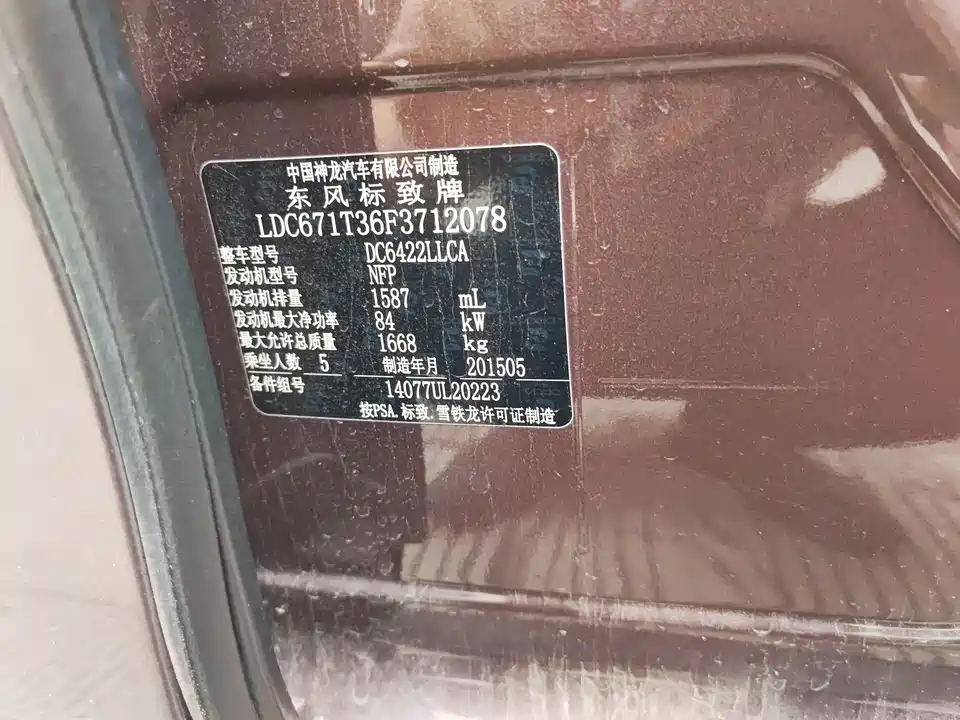 中国神龙汽车有限公司制造
东风标致牌
LDC671T36F3712078
整车型号 DC6422LLCA
发动机型号 NFP
发动机排量 1587 mL
发动机最大净功率 84 kW
最大允许总质量 1668 kg
乘坐人数 5 制造年月 201505
备件组号 14077UL20223
按PSA.标致.雪铁龙许可证制造